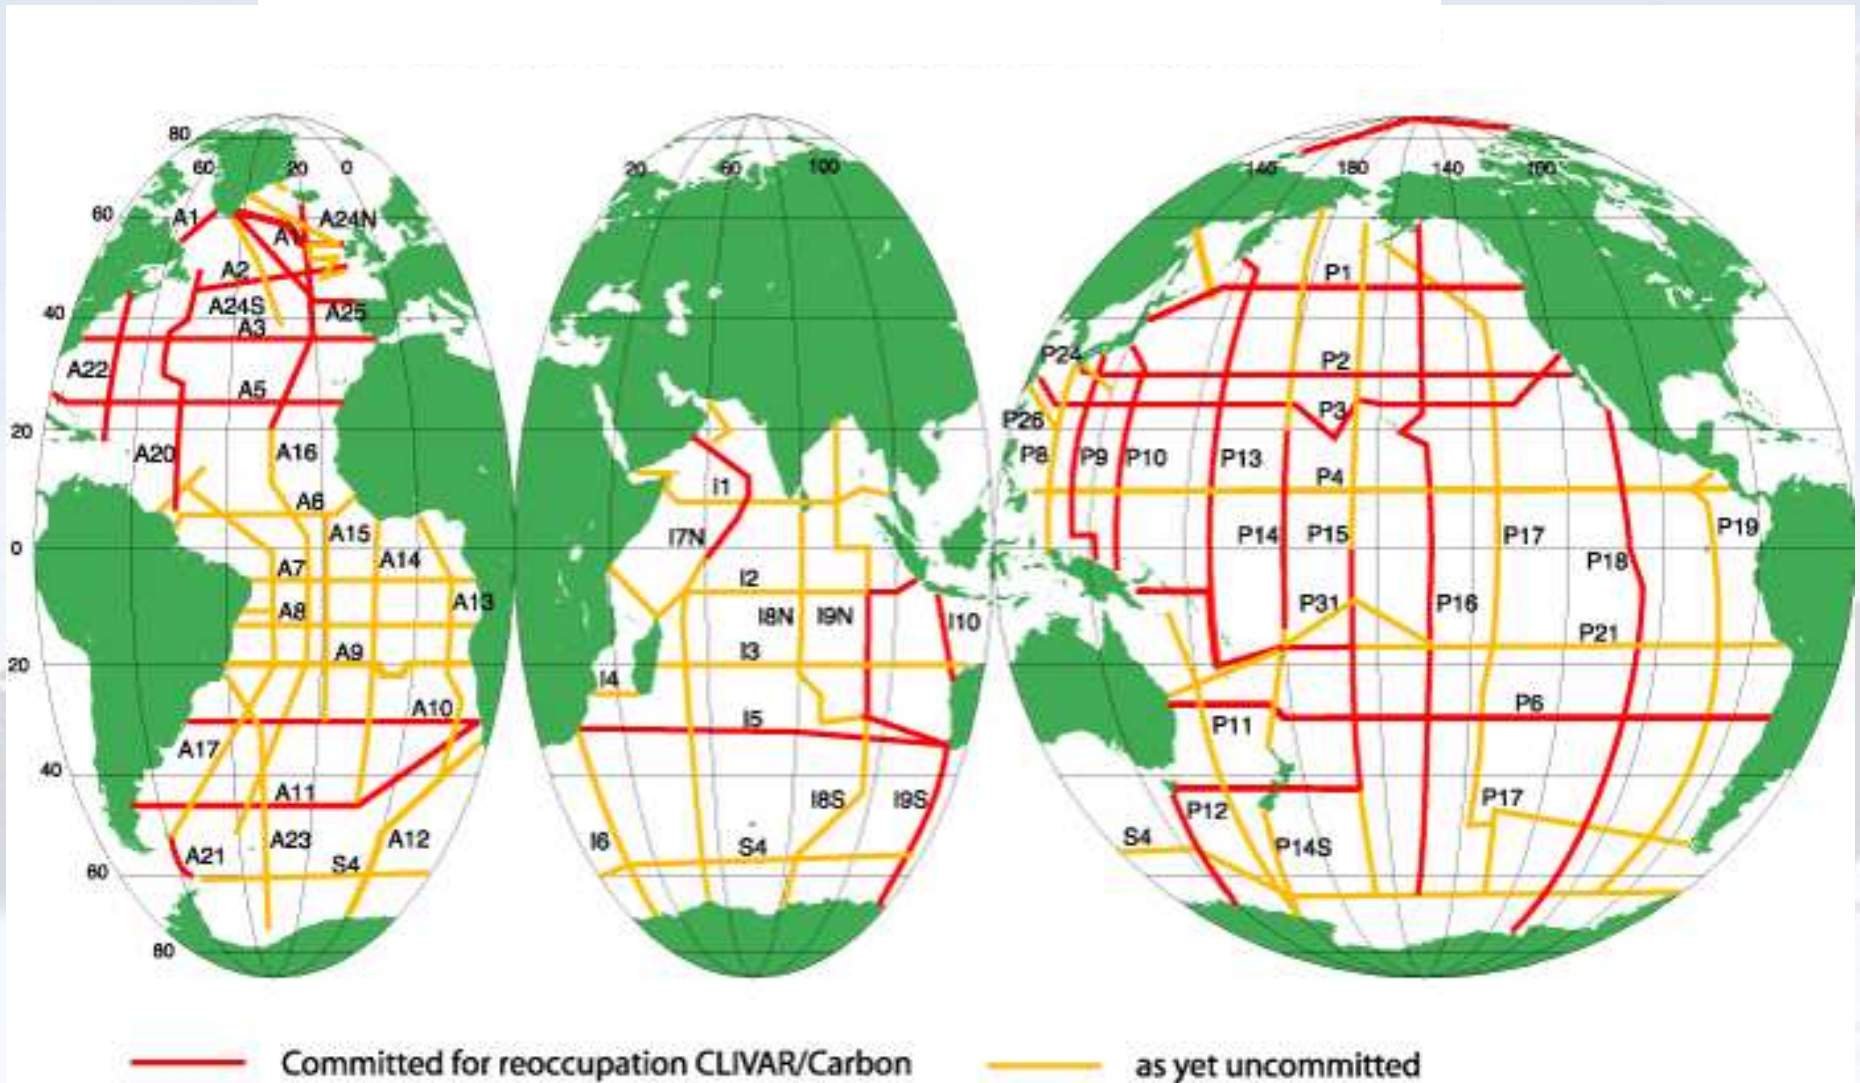 80
60 20 0
20 60 100
140 180 140 100
60 A1 A24N
A1
A2
P1
40 A24S A25
A3
A22 P24 P2
A5
20 P26 P3
A20 A16 P8 P9 P10 P13 P4
A6 I1
A15 I7N P14 P15 P17 P19
0 A14 P18
A7 I2
A8 A13 I8N I9N I10 P31 P16
20 A9 I3 P21
I4
A10 I5 P6
A17 P11
40
A11 I8S I9S P12 P17
A23 A12 I6 S4 S4 P14S
60 A21 S4
80
Committed for reoccupation CLIVAR/Carbon as yet uncommitted